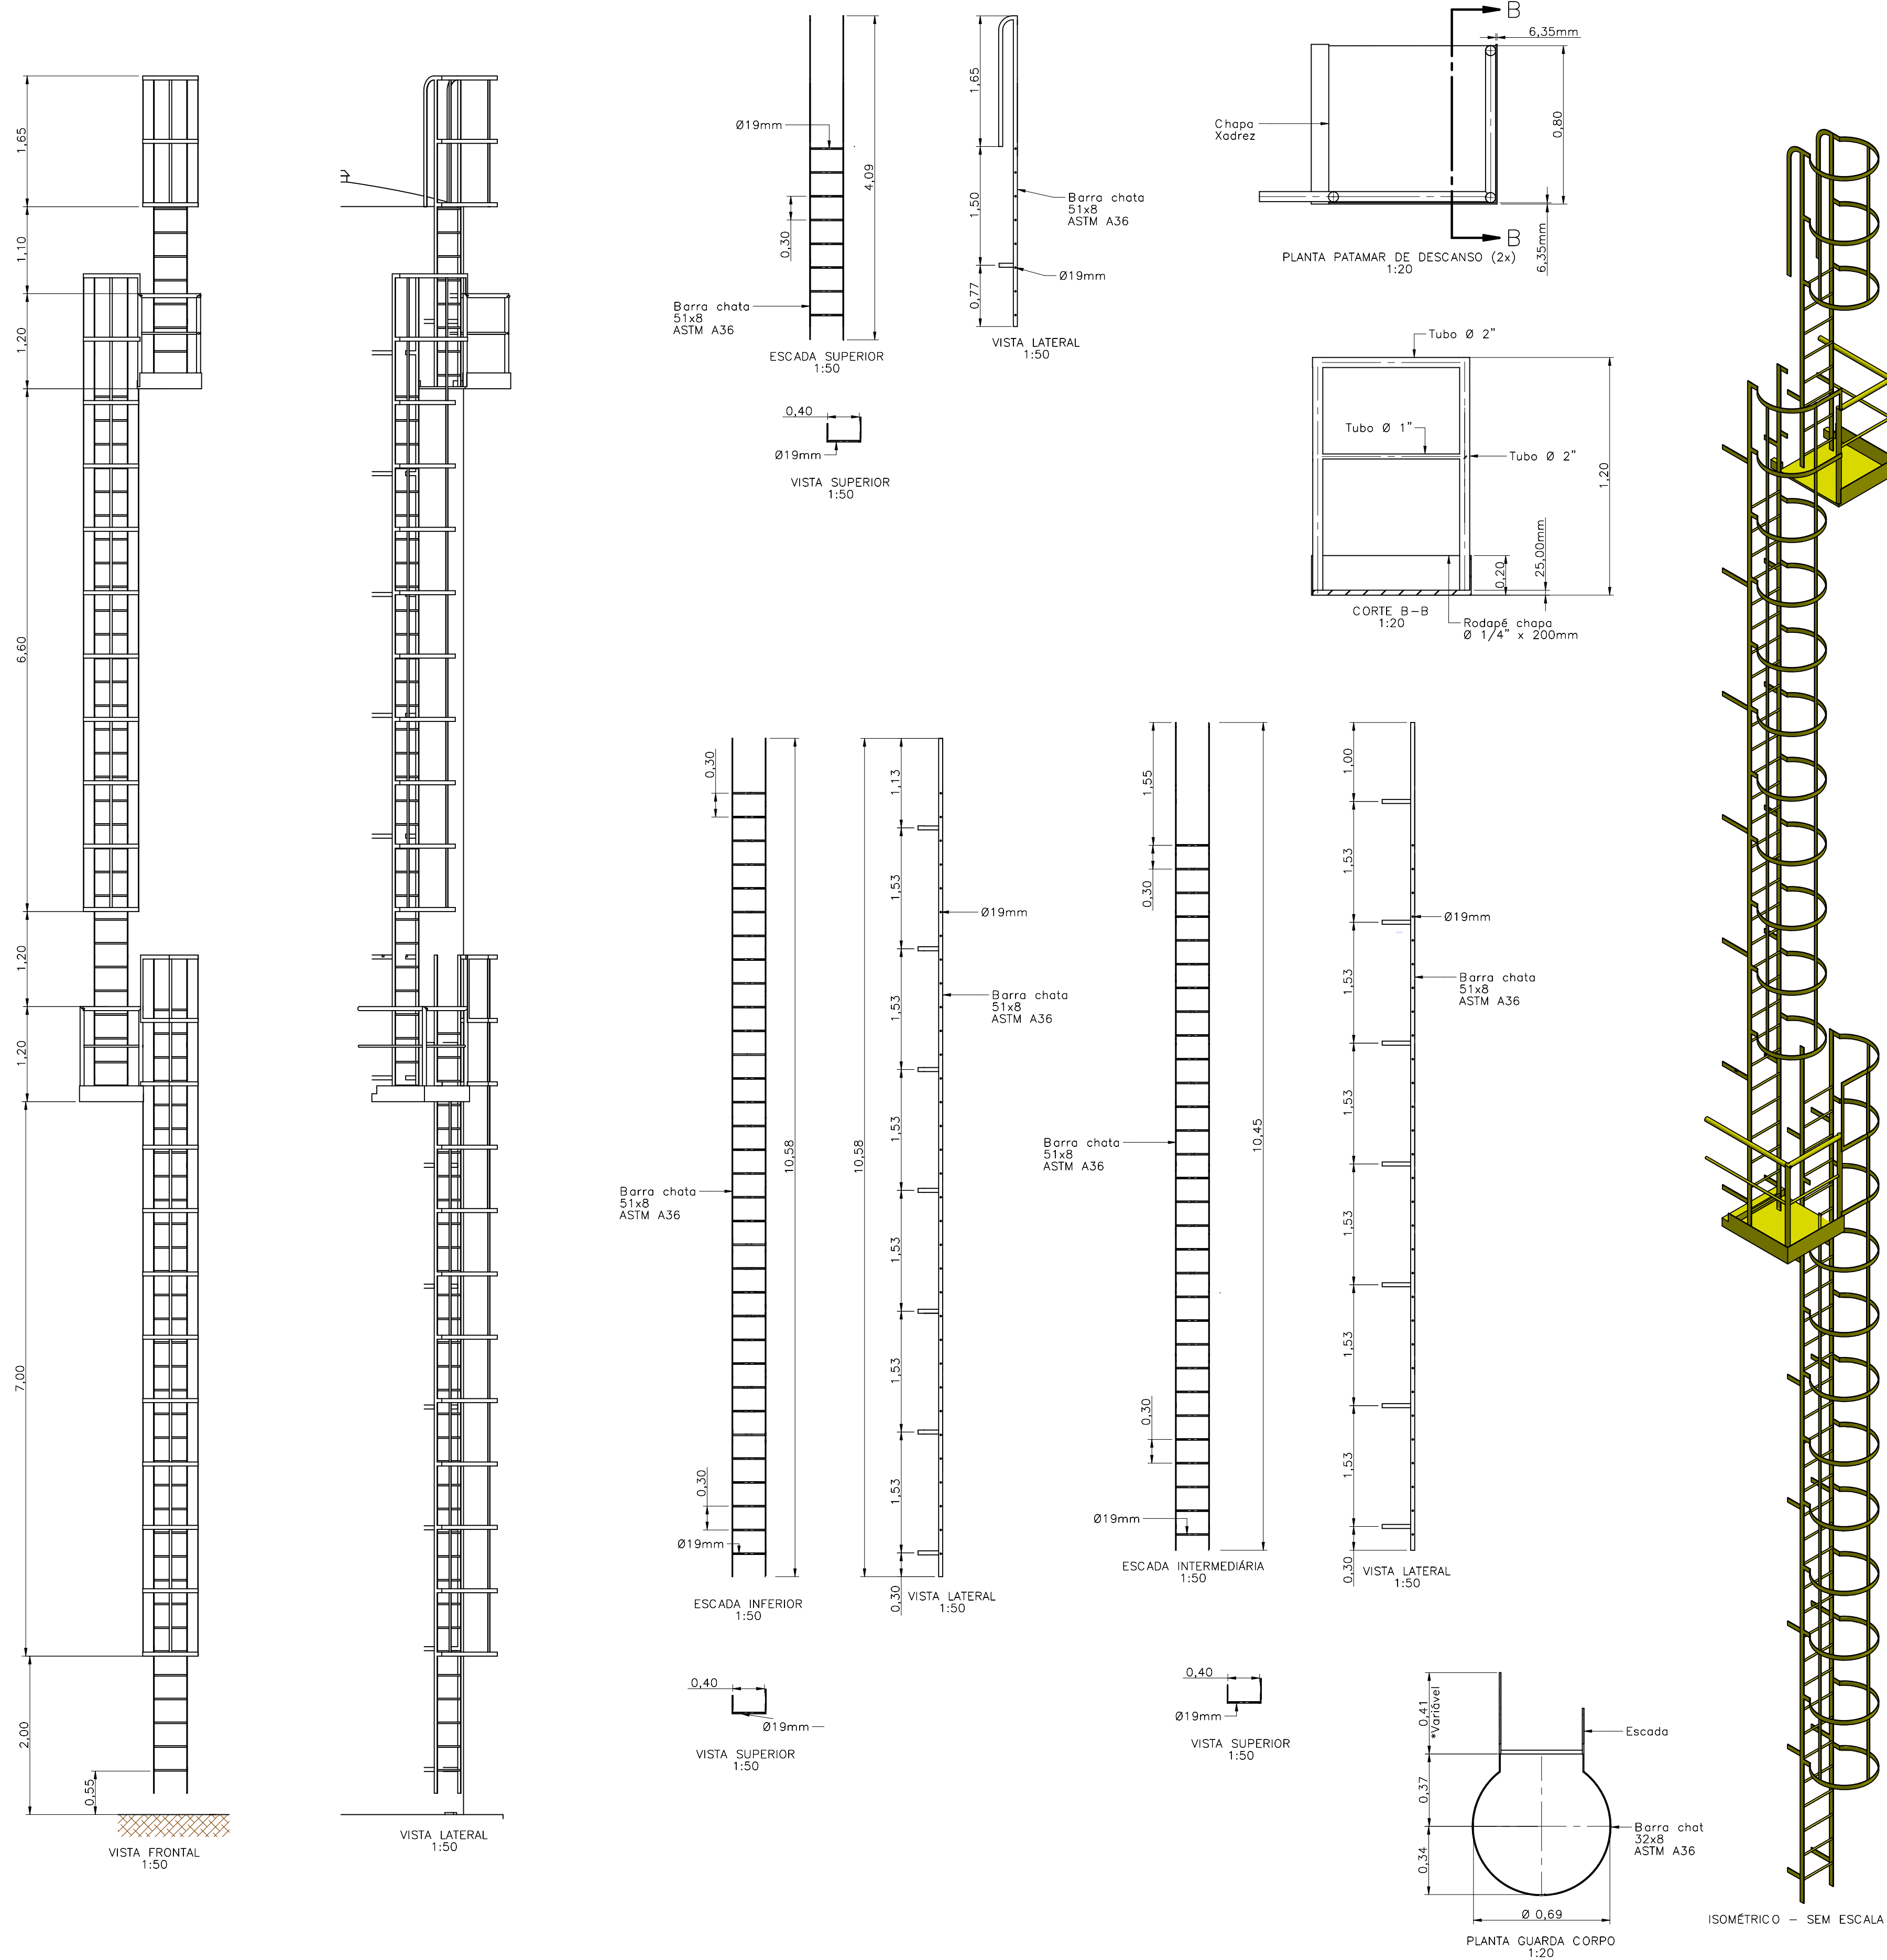 1,65
1,10
1,20
6,60
1,20
1,20
7,00
2,00
0,55
VISTA FRONTAL
1:50
VISTA LATERAL
1:50
Ø19mm
0,30
4,09
Barra chata
51x8
ASTM A36
ESCADA SUPERIOR
1:50
1,65
1,50
0,77
Barra chata
51x8
ASTM A36
Ø19mm
VISTA LATERAL
1:50
0,40
Ø19mm
VISTA SUPERIOR
1:50
B
6,35mm
Chapa
Xadrez
0,80
B
6,35mm
PLANTA PATAMAR DE DESCANSO (2x)
1:20
Tubo Ø 2"
Tubo Ø 1"
Tubo Ø 2"
1,20
25,00mm
0,20
CORTE B-B
1:20
Rodapé chapa
Ø 1/4" x 200mm
0,30
10,58
Barra chata
51x8
ASTM A36
0,30
Ø19mm
ESCADA INFERIOR
1:50
10,58
1,13
1,53
1,53
1,53
1,53
1,53
1,53
0,30
Ø19mm
Barra chata
51x8
ASTM A36
VISTA LATERAL
1:50
0,40
Ø19mm
VISTA SUPERIOR
1:50
1,55
0,30
10,45
Barra chata
51x8
ASTM A36
0,30
Ø19mm
ESCADA INTERMEDIÁRIA
1:50
1,00
1,53
1,53
1,53
1,53
1,53
1,53
0,30
Ø19mm
Barra chata
51x8
ASTM A36
VISTA LATERAL
1:50
0,40
Ø19mm
VISTA SUPERIOR
1:50
0,41
*Variável
0,37
0,34
Escada
Barra chat
32x8
ASTM A36
Ø 0,69
PLANTA GUARDA CORPO
1:20
ISOMÉTRICO - SEM ESCALA